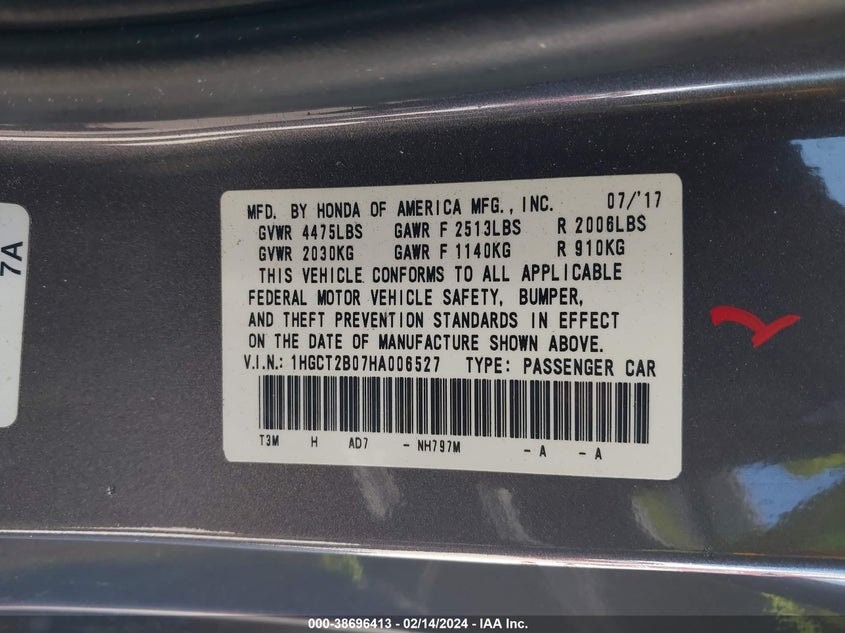 MFD. BY HONDA OF AMERICA MFG., INC. 07/'17
GVWR 4475LBS GAWR F 2513LBS R 2006LBS
GVWR 2030KG GAWR F 1140KG R 910KG
THIS VEHICLE CONFORMS TO ALL APPLICABLE
FEDERAL MOTOR VEHICLE SAFETY, BUMPER,
AND THEFT PREVENTION STANDARDS IN EFFECT
ON THE DATE OF MANUFACTURE SHOWN ABOVE.
V.I.N.: 1HGCT2B07HA006527 TYPE: PASSENGER CAR
T3M H AD7 - NH797M - A - A
7A
000-38696413 - 02/14/2024 - IAA Inc.